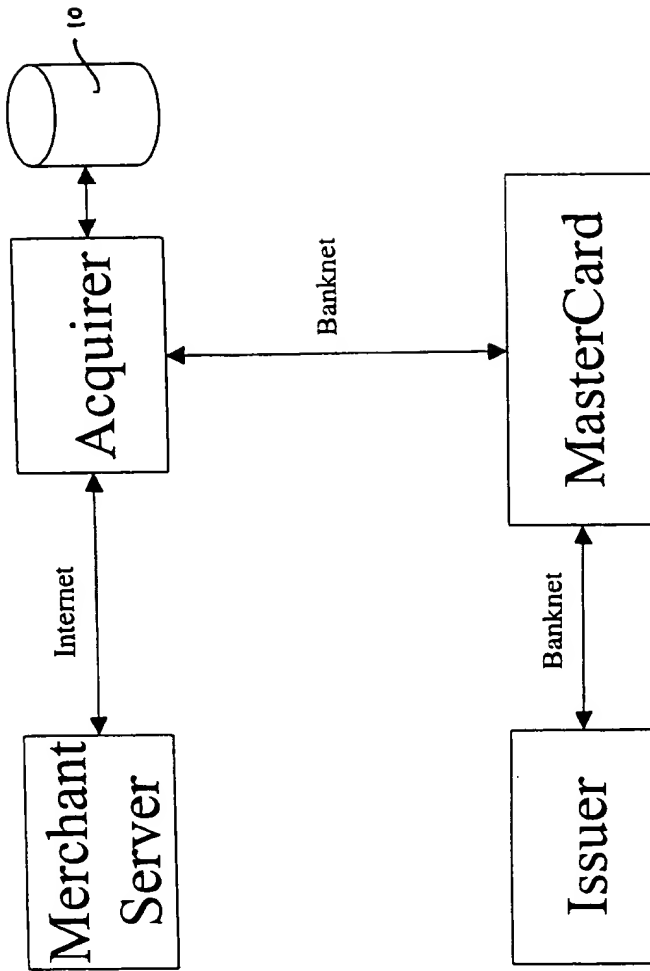 Merchant
Server
Internet
Acquirer
10
Banknet
Issuer
Banknet
MasterCard